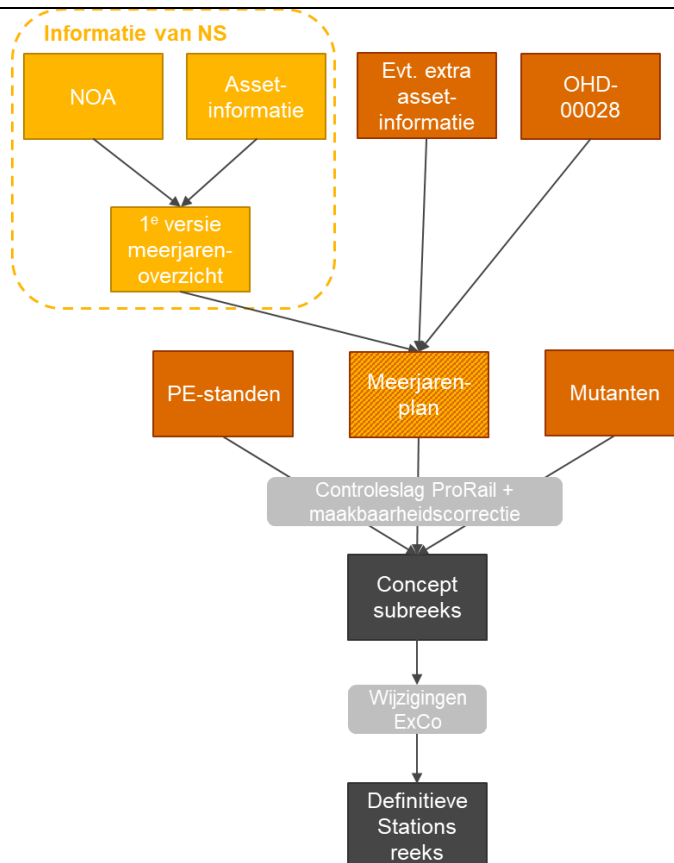 Informatie van NS
NOA
Asset-
informatie
Evt. extra
asset-
informatie
OHD-
00028
1e versie
meerjaren-
overzicht
PE-standen
Meerjaren-
plan
Mutanten
Controleslag ProRail +
maakbaarheidscorrectie
Concept
subreeks
Wijzigingen
ExCo
Definitieve
Stations
reeks